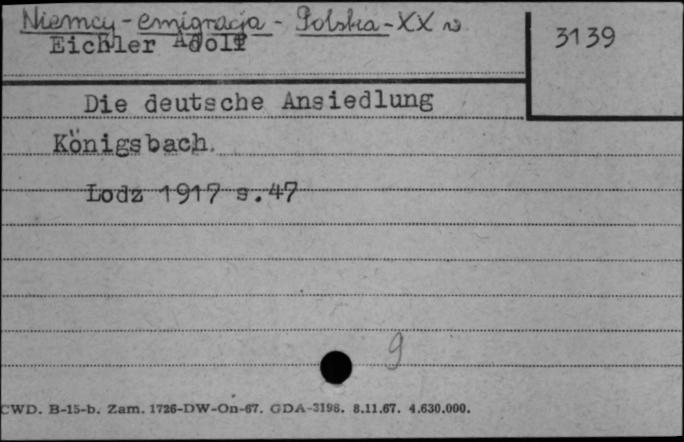 Niemcy - emigracja - Polska - XX w
Eichler Adolf
3139
Die deutsche Ansiedlung
Königsbach.
Łodz 1917 s.47
9
CWD. B-15-b. Zam. 1726-DW-On-67. GDA-3198. 8.11.67. 4.630.000.